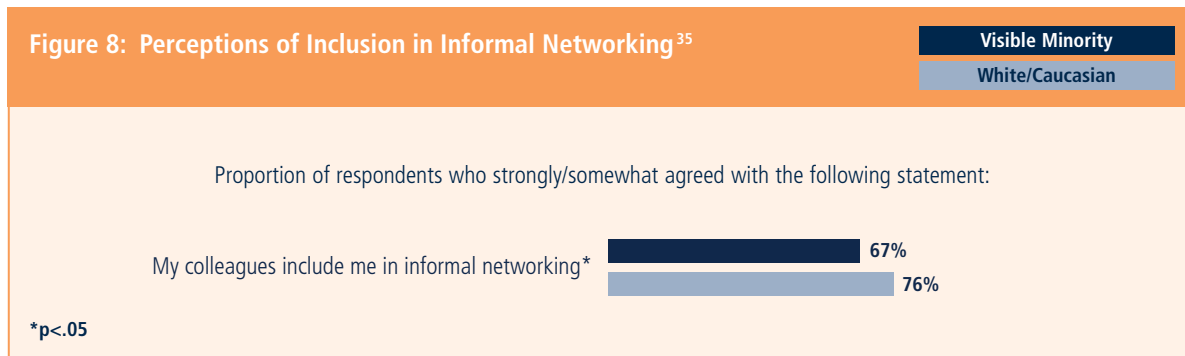 Figure 8: Perceptions of Inclusion in Informal Networking35
Visible Minority
White/Caucasian
Proportion of respondents who strongly/somewhat agreed with the following statement:
My colleagues include me in informal networking*
67%
76%
*p<.05